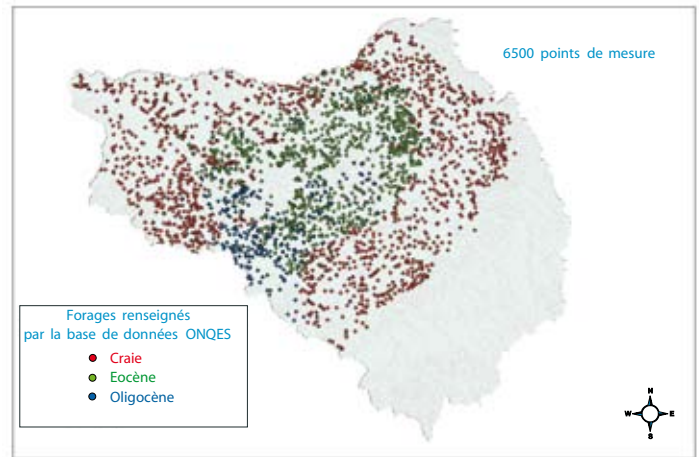 6500 points de mesure
Forages renseignés
par la base de données ONQES
Craie
Eocène
Oligocène
N
W E
S